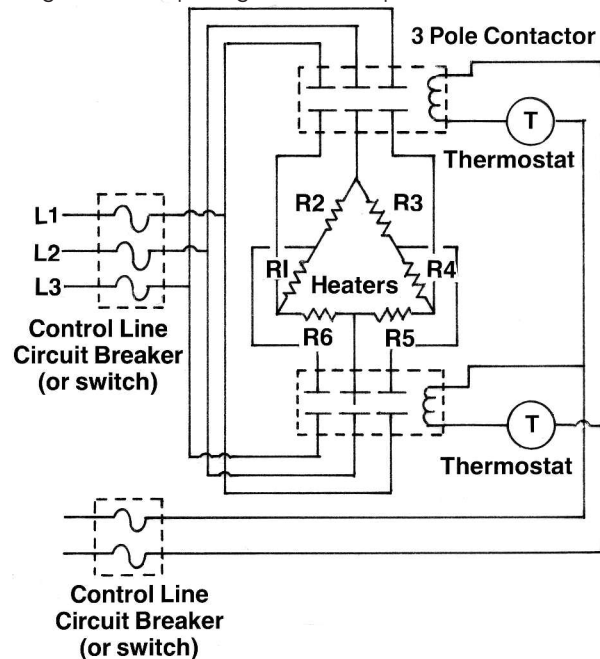 3 Pole Contactor
T
Thermostat
R2
R3
L1
L2
L3
R1
R4
Heaters
R6
R5
Control Line
Circuit Breaker
(or switch)
T
Thermostat
Control Line
Circuit Breaker
(or switch)